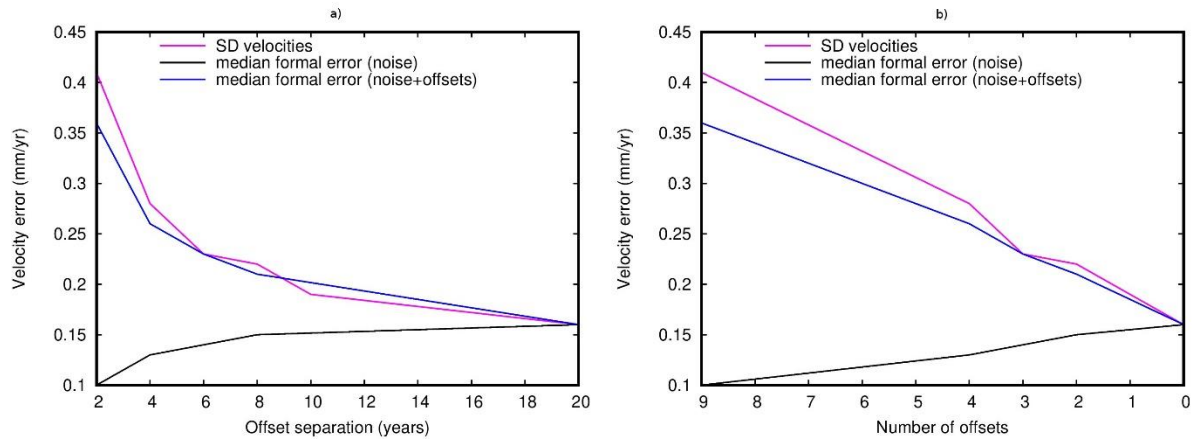 a)
0.45
0.4
0.35
0.3
0.25
0.2
0.15
0.1
Velocity error (mm/yr)
SD velocities
median formal error (noise)
median formal error (noise+offsets)
2 4 6 8 10 12 14 16 18 20
Offset separation (years)
b)
0.45
0.4
0.35
0.3
0.25
0.2
0.15
0.1
Velocity error (mm/yr)
SD velocities
median formal error (noise)
median formal error (noise+offsets)
9 8 7 6 5 4 3 2 1 0
Number of offsets